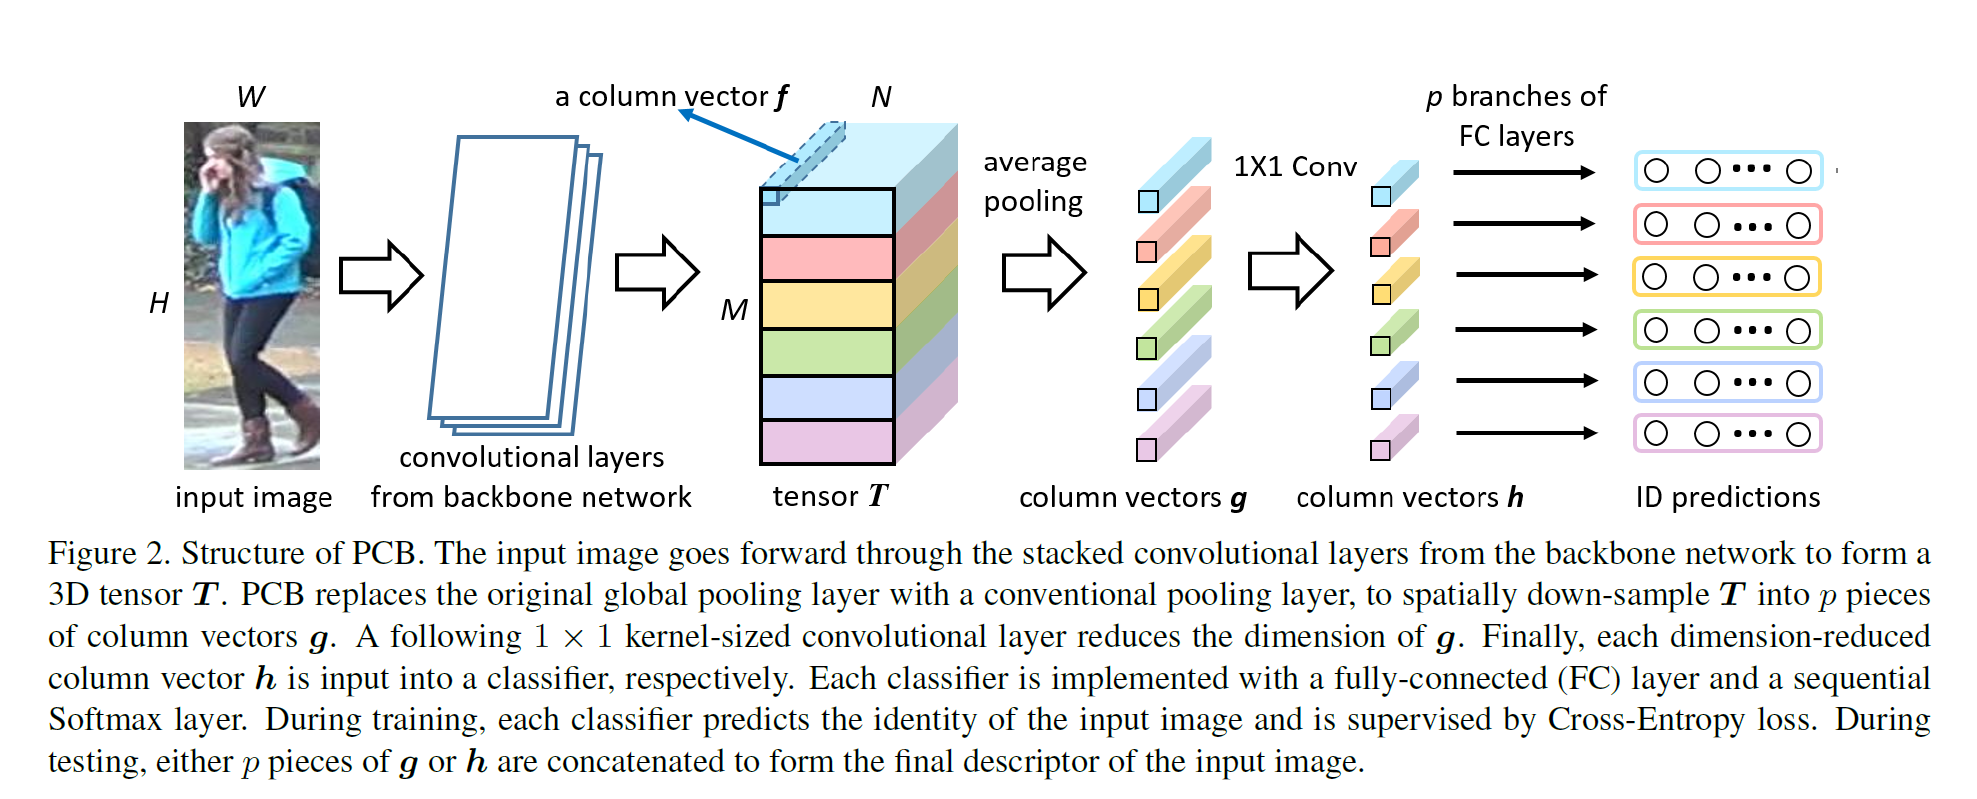 W
a column vector f
N
p branches of
FC layers
average
pooling
1X1 Conv
H
M
convolutional layers
from backbone network
input image
tensor T
column vectors g
column vectors h
ID predictions
Figure 2. Structure of PCB. The input image goes forward through the stacked convolutional layers from the backbone network to form a
3D tensor T. PCB replaces the original global pooling layer with a conventional pooling layer, to spatially down-sample T into p pieces
of column vectors g. A following 1 × 1 kernel-sized convolutional layer reduces the dimension of g. Finally, each dimension-reduced
column vector h is input into a classifier, respectively. Each classifier is implemented with a fully-connected (FC) layer and a sequential
Softmax layer. During training, each classifier predicts the identity of the input image and is supervised by Cross-Entropy loss. During
testing, either p pieces of g or h are concatenated to form the final descriptor of the input image.